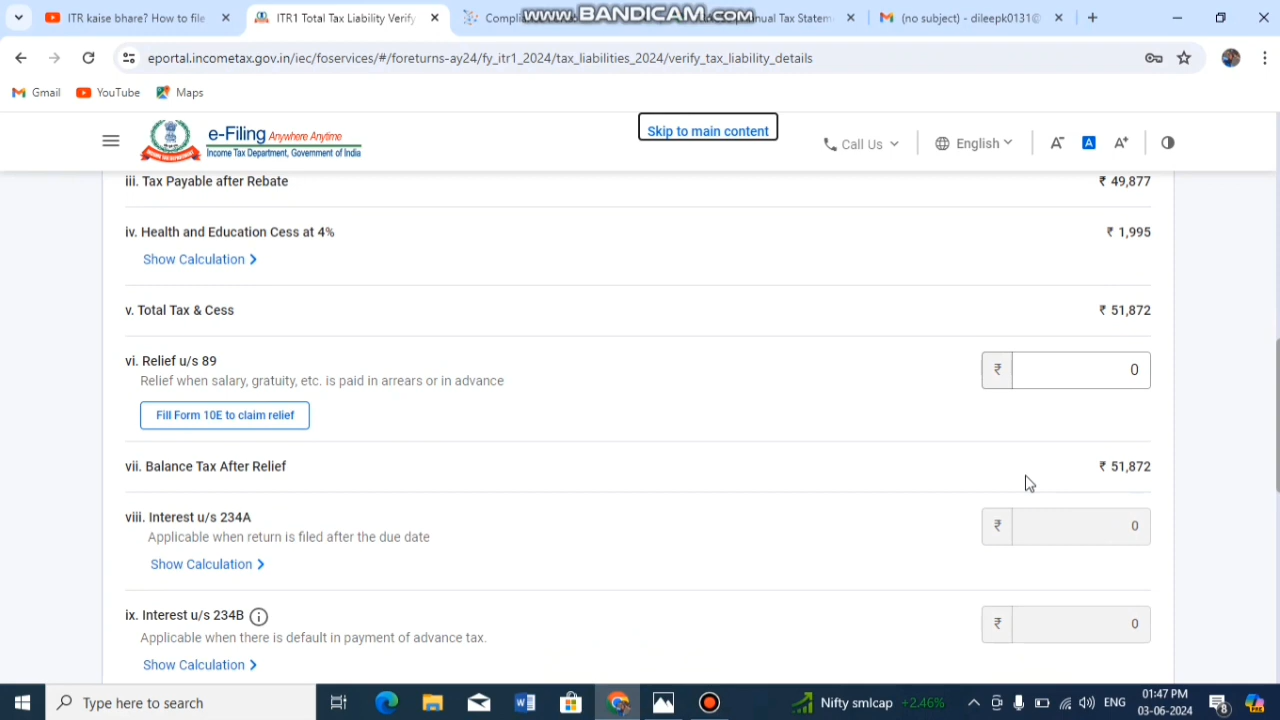 ITR kaise bhare? How to file
ITR1 Total Tax Liability Verify
Compli
www.BANDICAM.com
nual Tax Statem
(no subject) - dileepk0131@
eportal.incometax.gov.in/iec/foservices/#/foreturns-ay24/fy_itr1_2024/tax_liabilities_2024/verify_tax_liability_details
Gmail
YouTube
Maps
e-Filing Anywhere Anytime
Income Tax Department, Government of India
Skip to main content
Call Us
English
A-
A
A+
iii. Tax Payable after Rebate
₹ 49,877
iv. Health and Education Cess at 4%
₹ 1,995
Show Calculation
v. Total Tax & Cess
₹ 51,872
vi. Relief u/s 89
₹ 0
Relief when salary, gratuity, etc. is paid in arrears or in advance
Fill Form 10E to claim relief
vii. Balance Tax After Relief
₹ 51,872
viii. Interest u/s 234A
₹ 0
Applicable when return is filed after the due date
Show Calculation
ix. Interest u/s 234B
₹ 0
Applicable when there is default in payment of advance tax.
Show Calculation
Type here to search
Nifty smlcap +2.46%
ENG
01:47 PM
03-06-2024
8